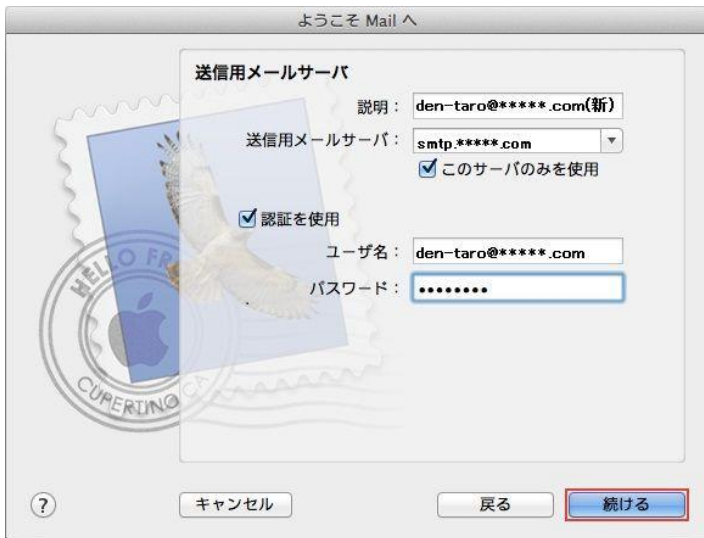 ようこそ Mail へ
送信用メールサーバ
説明： den-taro@*****.com(新)
送信用メールサーバ： smtp.*****.com
このサーバのみを使用
認証を使用
ユーザ名： den-taro@*****.com
パスワード： ••••••••
HELLO FR
CUPERTINO CA
? キャンセル 戻る 続ける